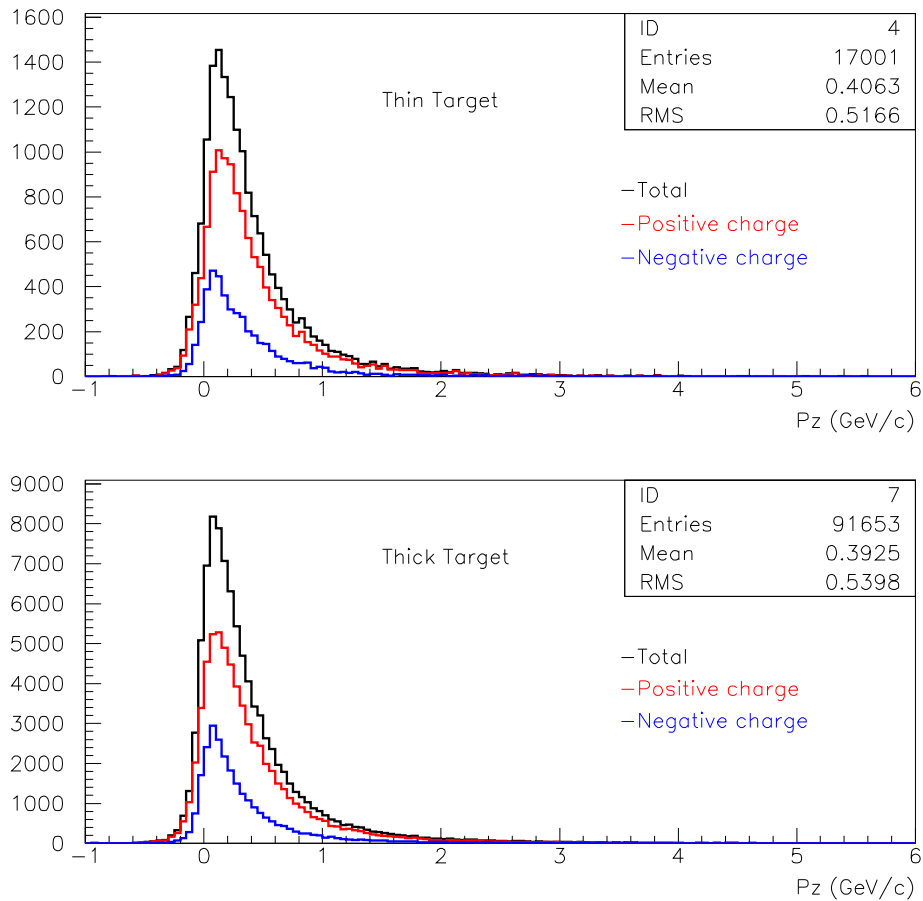 1600
1400
1200
1000
800
600
400
200
0
Thin Target
ID 4
Entries 17001
Mean 0.4063
RMS 0.5166
−Total
−Positive charge
−Negative charge
−1 0 1 2 3 4 5 6
Pz (GeV/c)
9000
8000
7000
6000
5000
4000
3000
2000
1000
0
Thick Target
ID 7
Entries 91653
Mean 0.3925
RMS 0.5398
−Total
−Positive charge
−Negative charge
−1 0 1 2 3 4 5 6
Pz (GeV/c)